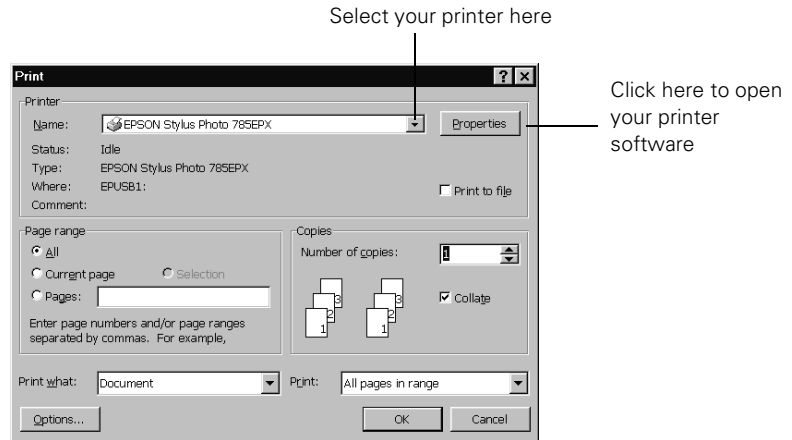 Select your printer here
Print
Printer
Name: EPSON Stylus Photo 785EPX Properties
Click here to open
your printer
software
Status: Idle
Type: EPSON Stylus Photo 785EPX
Where: EPUSB1: Print to file
Comment:
Page range
All
Current page Selection
Pages:
Enter page numbers and/or page ranges
separated by commas. For example,
Copies
Number of copies: 1
3 3
2 2
1 1
Collate
Print what: Document Print: All pages in range
Options... OK Cancel